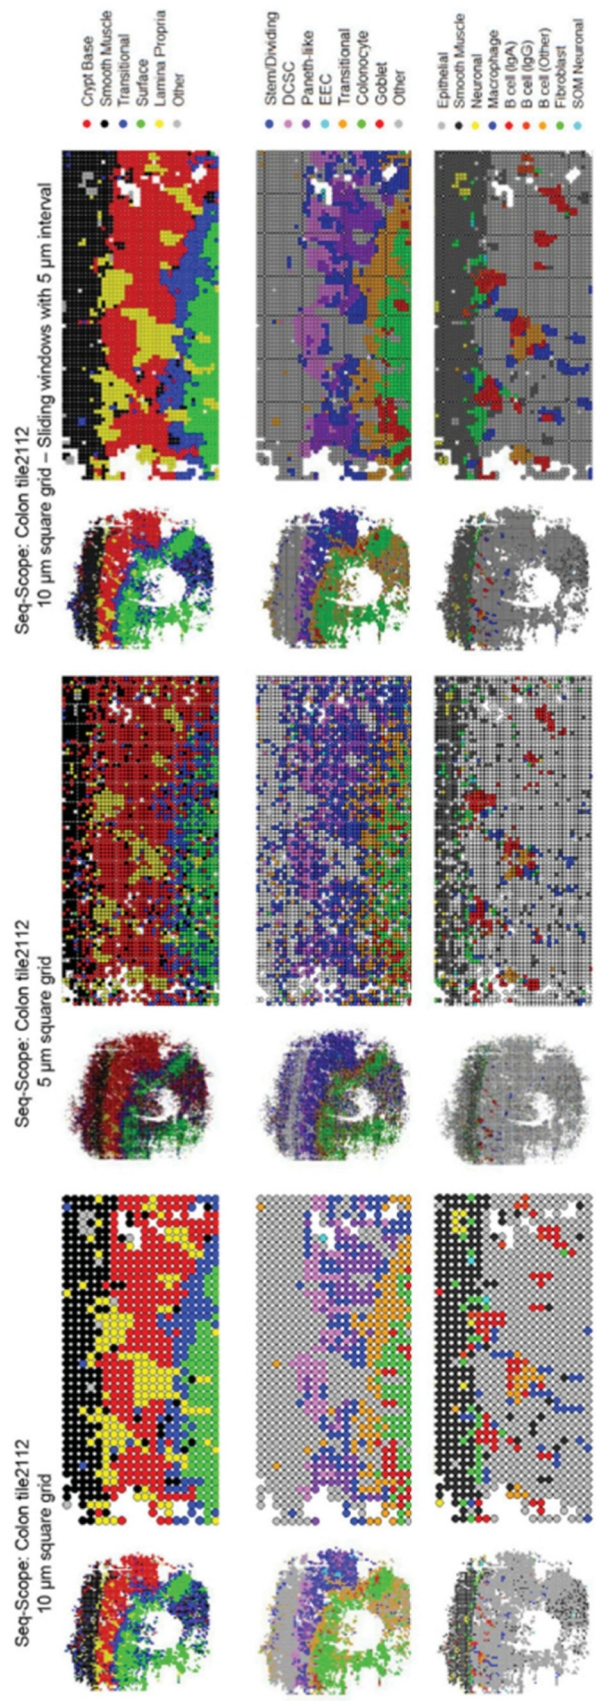 Seq-Scope: Colon tile2112
10 µm square grid
Seq-Scope: Colon tile2112
5 µm square grid
Seq-Scope: Colon tile2112
10 µm square grid – Sliding windows with 5 µm interval
Crypt Base
Smooth Muscle
Transitional
Surface
Lamina Propria
Other
Stem/Dividing
DCSC
Paneth-like
EEC
Transitional
Colonocyte
Goblet
Other
Epithelial
Smooth Muscle
Neuronal
Macrophage
B cell (IgA)
B cell (IgG)
B cell (Other)
Fibroblast
SOM Neuronal